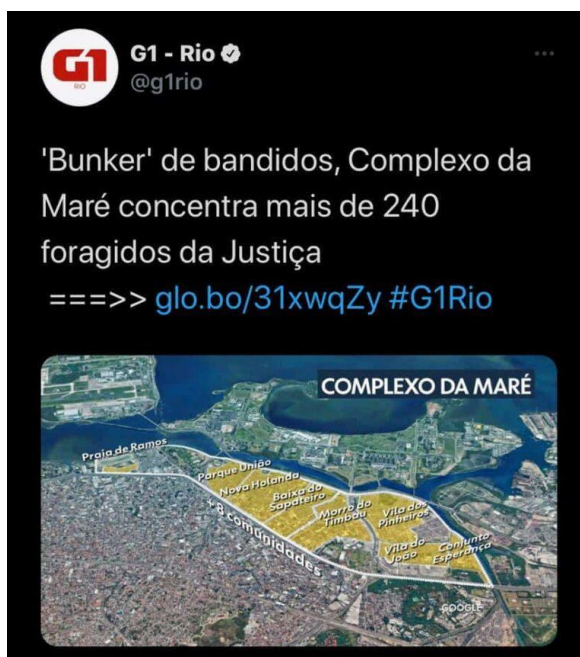 G1
RIO
G1 - Rio
@g1rio
'Bunker' de bandidos, Complexo da
Maré concentra mais de 240
foragidos da Justiça
===>> glo.bo/31xwqZy #G1Rio
COMPLEXO DA MARÉ
Praia de Ramos
Parque União
Nova Holanda
Baixa do
Sapateiro
Morro do
Timbau
Vila dos
Pinheiros
Vila do
João
Conjunto
Esperança
+8 comunidades
GOOGLE